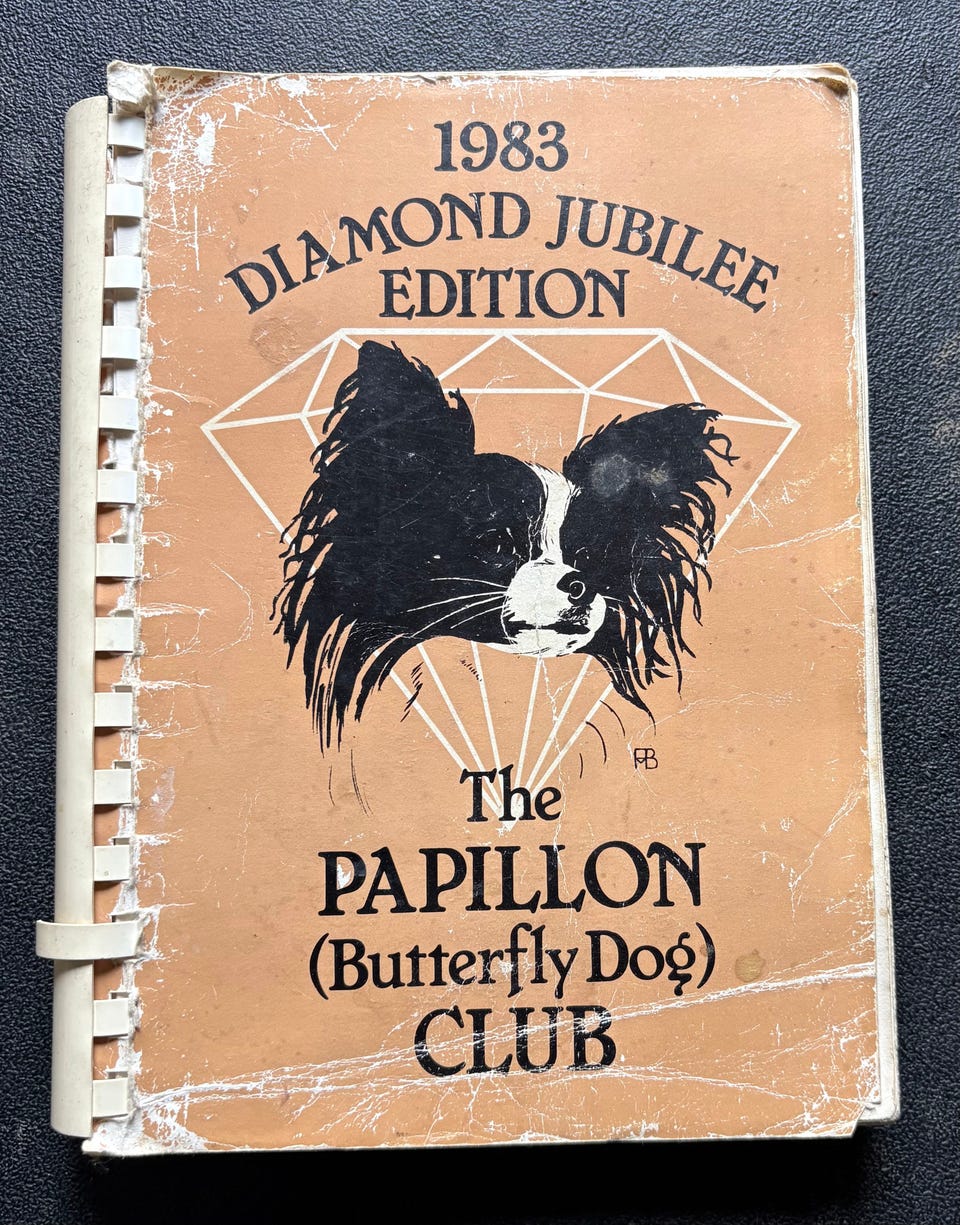 1983
DIAMOND JUBILEE
EDITION
The
PAPILLON
(Butterfly Dog)
CLUB